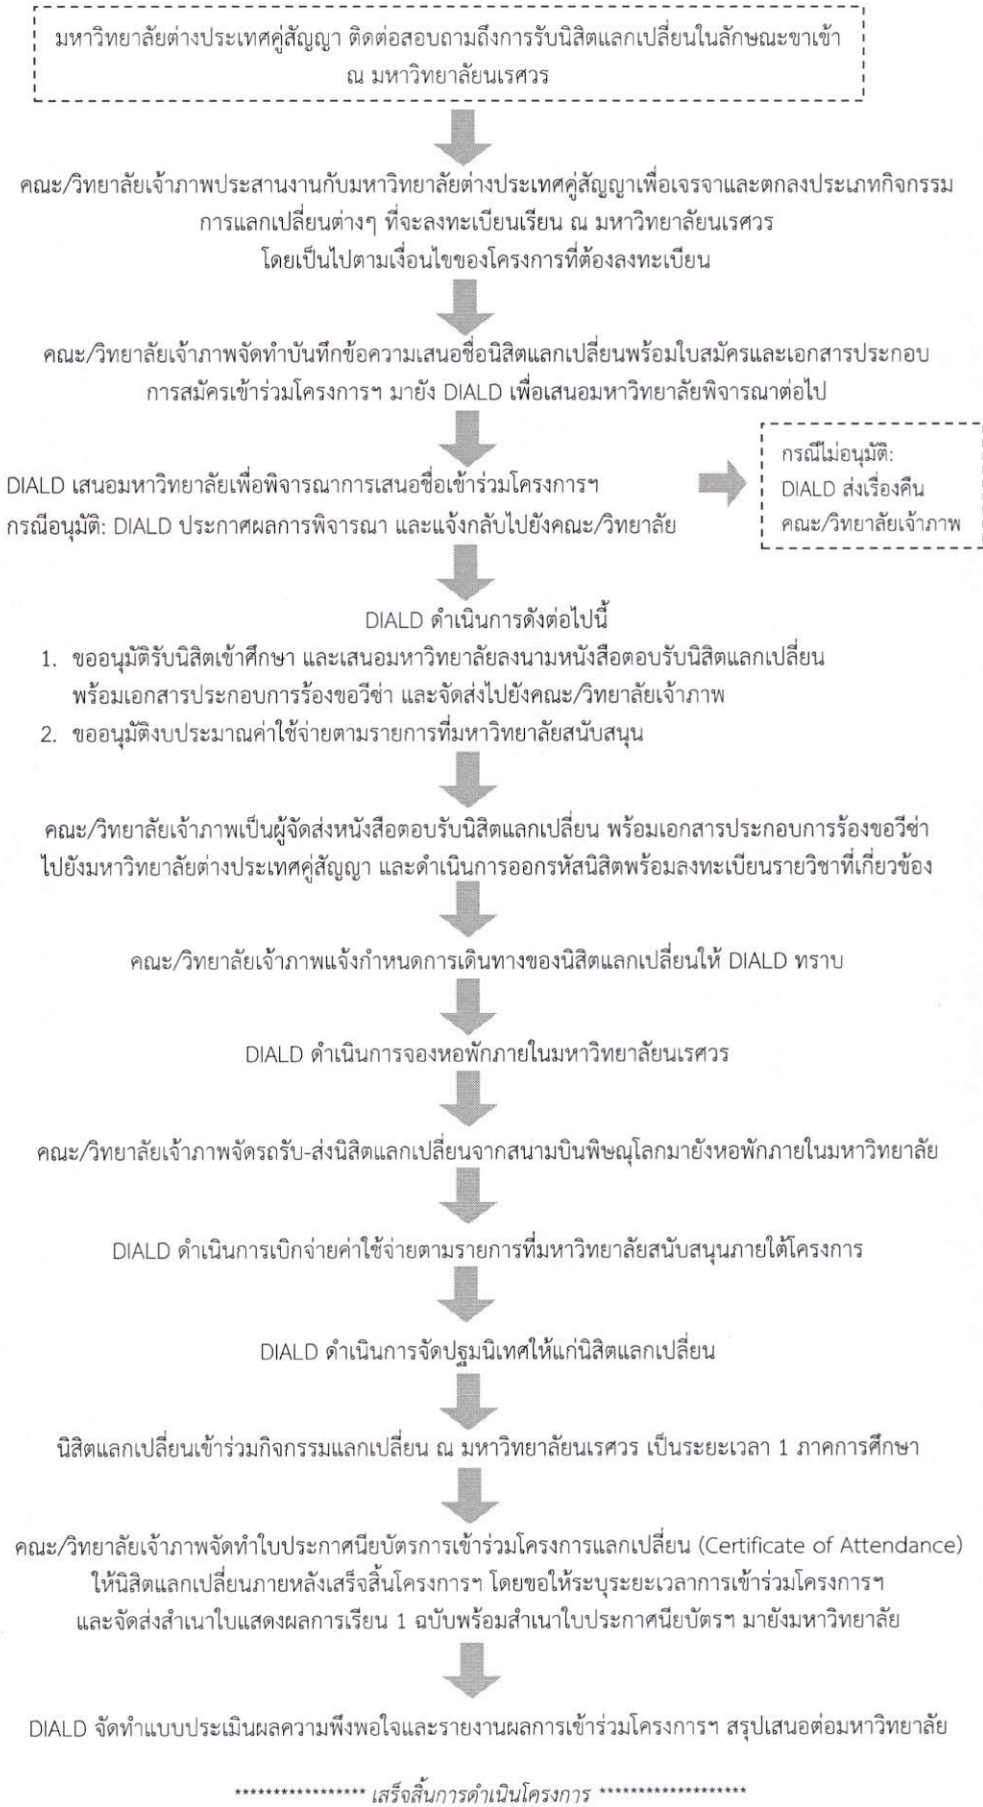 มหาวิทยาลัยต่างประเทศคู่สัญญา ติดต่อสอบถามถึงการรับนิสิตแลกเปลี่ยนในลักษณะขาเข้า
ณ มหาวิทยาลัยนเรศวร
คณะ/วิทยาลัยเจ้าภาพประสานงานกับมหาวิทยาลัยต่างประเทศคู่สัญญาเพื่อเจรจาและตกลงประเภทกิจกรรม
การแลกเปลี่ยนต่างๆ ที่จะลงทะเบียนเรียน ณ มหาวิทยาลัยนเรศวร
โดยเป็นไปตามเงื่อนไขของโครงการที่ต้องลงทะเบียน
คณะ/วิทยาลัยเจ้าภาพจัดทำบันทึกข้อความเสนอชื่อนิสิตแลกเปลี่ยนพร้อมใบสมัครและเอกสารประกอบ
การสมัครเข้าร่วมโครงการฯ มายัง DIALD เพื่อเสนอมหาวิทยาลัยพิจารณาต่อไป
DIALD เสนอมหาวิทยาลัยเพื่อพิจารณาการเสนอชื่อเข้าร่วมโครงการฯ
กรณีอนุมัติ: DIALD ประกาศผลการพิจารณา และแจ้งกลับไปยังคณะ/วิทยาลัย
กรณีไม่อนุมัติ:
DIALD ส่งเรื่องคืน
คณะ/วิทยาลัยเจ้าภาพ
DIALD ดำเนินการดังต่อไปนี้
1. ขออนุมัติรับนิสิตเข้าศึกษา และเสนอมหาวิทยาลัยลงนามหนังสือตอบรับนิสิตแลกเปลี่ยน
พร้อมเอกสารประกอบการร้องขอวีซ่า และจัดส่งไปยังคณะ/วิทยาลัยเจ้าภาพ
2. ขออนุมัติงบประมาณค่าใช้จ่ายตามรายการที่มหาวิทยาลัยสนับสนุน
คณะ/วิทยาลัยเจ้าภาพเป็นผู้จัดส่งหนังสือตอบรับนิสิตแลกเปลี่ยน พร้อมเอกสารประกอบการร้องขอวีซ่า
ไปยังมหาวิทยาลัยต่างประเทศคู่สัญญา และดำเนินการออกรหัสนิสิตพร้อมลงทะเบียนรายวิชาที่เกี่ยวข้อง
คณะ/วิทยาลัยเจ้าภาพแจ้งกำหนดการเดินทางของนิสิตแลกเปลี่ยนให้ DIALD ทราบ
DIALD ดำเนินการจองหอพักภายในมหาวิทยาลัยนเรศวร
คณะ/วิทยาลัยเจ้าภาพจัดรถรับ-ส่งนิสิตแลกเปลี่ยนจากสนามบินพิษณุโลกมายังหอพักภายในมหาวิทยาลัย
DIALD ดำเนินการเบิกจ่ายค่าใช้จ่ายตามรายการที่มหาวิทยาลัยสนับสนุนภายใต้โครงการ
DIALD ดำเนินการจัดปฐมนิเทศให้แก่นิสิตแลกเปลี่ยน
นิสิตแลกเปลี่ยนเข้าร่วมกิจกรรมแลกเปลี่ยน ณ มหาวิทยาลัยนเรศวร เป็นระยะเวลา 1 ภาคการศึกษา
คณะ/วิทยาลัยเจ้าภาพจัดทำใบประกาศนียบัตรการเข้าร่วมโครงการแลกเปลี่ยน (Certificate of Attendance)
ให้นิสิตแลกเปลี่ยนภายหลังเสร็จสิ้นโครงการฯ โดยขอให้ระบุระยะเวลาการเข้าร่วมโครงการฯ
และจัดส่งสำเนาใบแสดงผลการเรียน 1 ฉบับพร้อมสำเนาใบประกาศนียบัตรฯ มายังมหาวิทยาลัย
DIALD จัดทำแบบประเมินผลความพึงพอใจและรายงานผลการเข้าร่วมโครงการฯ สรุปเสนอต่อมหาวิทยาลัย
***************** เสร็จสิ้นการดำเนินโครงการ *******************